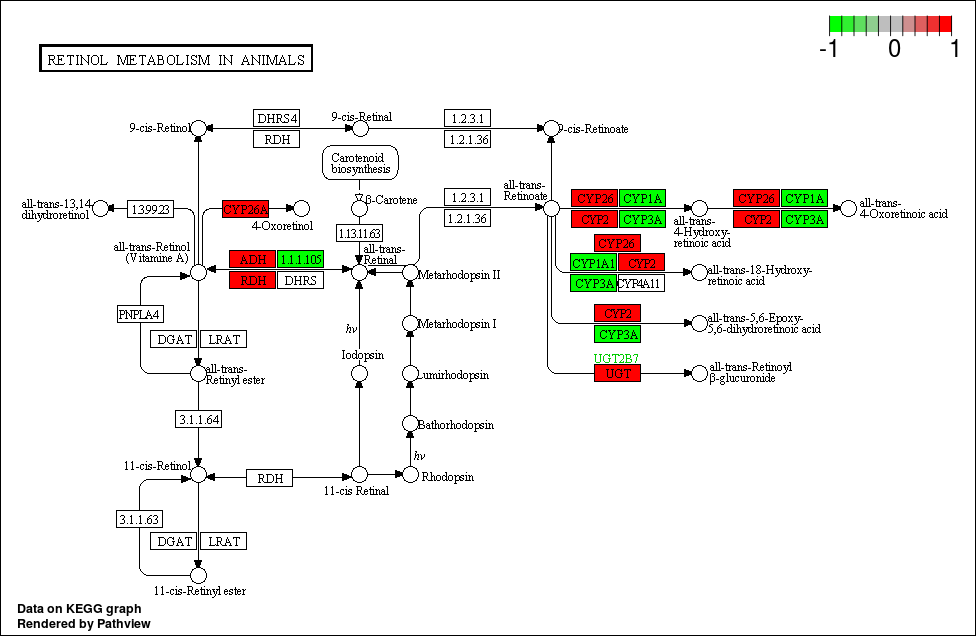 -1 0 1
RETINOL METABOLISM IN ANIMALS
9-cis-Retinol
DHRS4
RDH
9-cis-Retinal
1.2.3.1
1.2.1.36
9-cis-Retinoate
Carotenoid
biosynthesis
all-trans-13,14-
dihydroretinol
1.3.99.23
CYP26A
4-Oxoretinol
β-Carotene
1.13.11.63
1.2.3.1
1.2.1.36
all-trans-
Retinoate
CYP26
CYP1A
CYP2
CYP3A
all-trans-
4-Hydroxy-
retinoic acid
CYP26
CYP1A
CYP2
CYP3A
all-trans-
4-Oxoretinoic acid
all-trans-Retinol
(Vitamine A)
ADH
1.1.1.105
RDH
DHRS
all-trans-
Retinal
Metarhodopsin II
CYP26
CYP1A1
CYP2
CYP3A
CYP4A11
all-trans-18-Hydroxy-
retinoic acid
PNPLA4
DGAT
LRAT
hν
Metarhodopsin I
CYP2
CYP3A
all-trans-5,6-Epoxy-
5,6-dihydroretinoic acid
Iodopsin
all-trans-
Retinyl ester
Lumirhodopsin
UGT2B7
UGT
all-trans-Retinoyl
β-glucuronide
3.1.1.64
Bathorhodopsin
hν
11-cis-Retinol
RDH
11-cis Retinal
Rhodopsin
3.1.1.63
DGAT
LRAT
11-cis-Retinyl ester
Data on KEGG graph
Rendered by Pathview